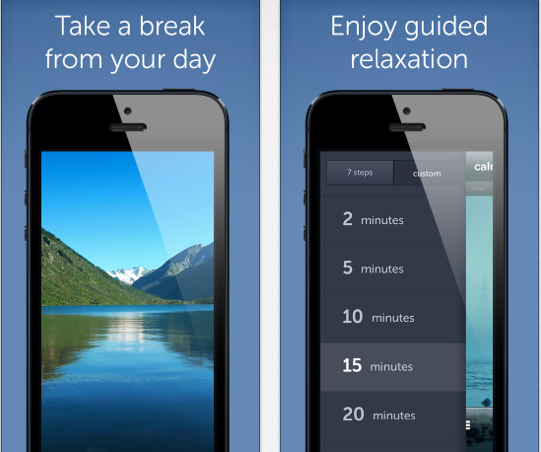 Take a break
from your day
Enjoy guided
relaxation
7 steps
custom
2 minutes
5 minutes
10 minutes
15 minutes
20 minutes